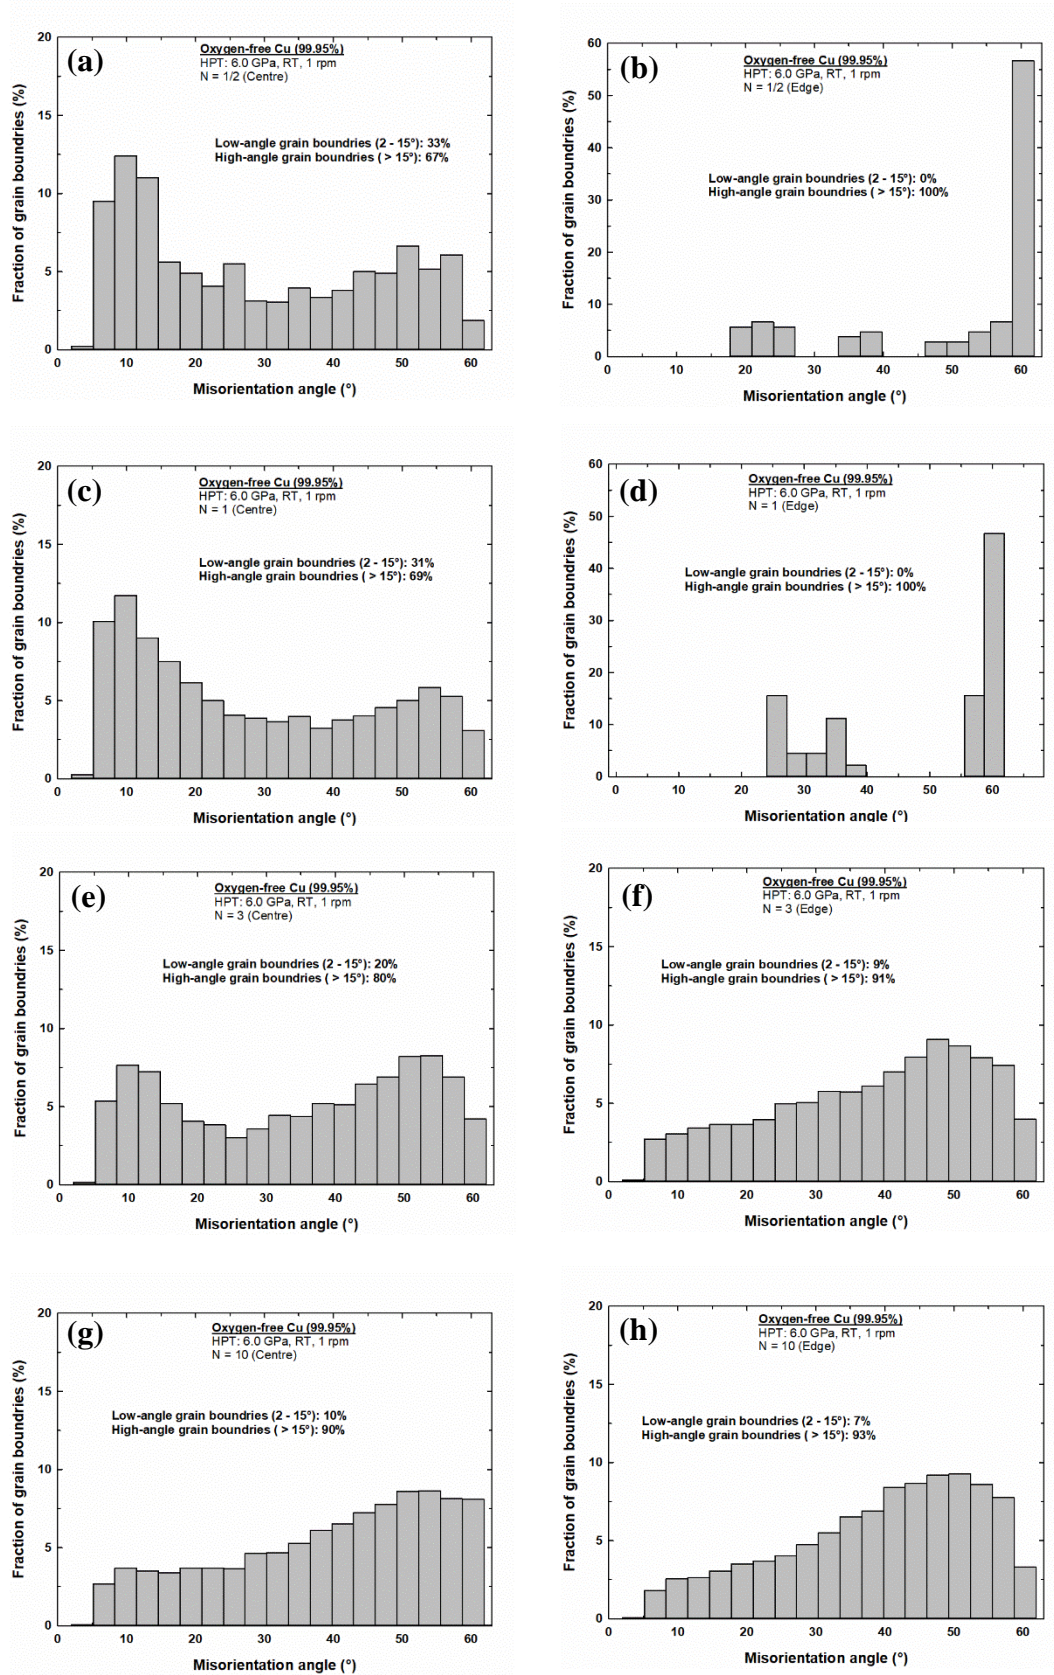 (a)
Oxygen-free Cu (99.95%)
HPT: 6.0 GPa, RT, 1 rpm
N = 1/2 (Centre)
Low-angle grain boundries (2 - 15°): 33%
High-angle grain boundries ( > 15°): 67%
Fraction of grain boundries (%)
20
15
10
5
0
0 10 20 30 40 50 60
Misorientation angle (°)
(b)
Oxygen-free Cu (99.95%)
HPT: 6.0 GPa, RT, 1 rpm
N = 1/2 (Edge)
Low-angle grain boundries (2 - 15°): 0%
High-angle grain boundries ( > 15°): 100%
Fraction of grain boundries (%)
60
50
40
30
20
10
0
0 10 20 30 40 50 60
Misorientation angle (°)
(c)
Oxygen-free Cu (99.95%)
HPT: 6.0 GPa, RT, 1 rpm
N = 1 (Centre)
Low-angle grain boundries (2 - 15°): 31%
High-angle grain boundries ( > 15°): 69%
Fraction of grain boundries (%)
20
15
10
5
0
0 10 20 30 40 50 60
Misorientation angle (°)
(d)
Oxygen-free Cu (99.95%)
HPT: 6.0 GPa, RT, 1 rpm
N = 1 (Edge)
Low-angle grain boundries (2 - 15°): 0%
High-angle grain boundries ( > 15°): 100%
Fraction of grain boundries (%)
60
50
40
30
20
10
0
0 10 20 30 40 50 60
Misorientation angle (°)
(e)
Oxygen-free Cu (99.95%)
HPT: 6.0 GPa, RT, 1 rpm
N = 3 (Centre)
Low-angle grain boundries (2 - 15°): 20%
High-angle grain boundries ( > 15°): 80%
Fraction of grain boundries (%)
20
15
10
5
0
0 10 20 30 40 50 60
Misorientation angle (°)
(f)
Oxygen-free Cu (99.95%)
HPT: 6.0 GPa, RT, 1 rpm
N = 3 (Edge)
Low-angle grain boundries (2 - 15°): 9%
High-angle grain boundries ( > 15°): 91%
Fraction of grain boundries (%)
20
15
10
5
0
0 10 20 30 40 50 60
Misorientation angle (°)
(g)
Oxygen-free Cu (99.95%)
HPT: 6.0 GPa, RT, 1 rpm
N = 10 (Centre)
Low-angle grain boundries (2 - 15°): 10%
High-angle grain boundries ( > 15°): 90%
Fraction of grain boundries (%)
20
15
10
5
0
0 10 20 30 40 50 60
Misorientation angle (°)
(h)
Oxygen-free Cu (99.95%)
HPT: 6.0 GPa, RT, 1 rpm
N = 10 (Edge)
Low-angle grain boundries (2 - 15°): 7%
High-angle grain boundries ( > 15°): 93%
Fraction of grain boundries (%)
20
15
10
5
0
0 10 20 30 40 50 60
Misorientation angle (°)